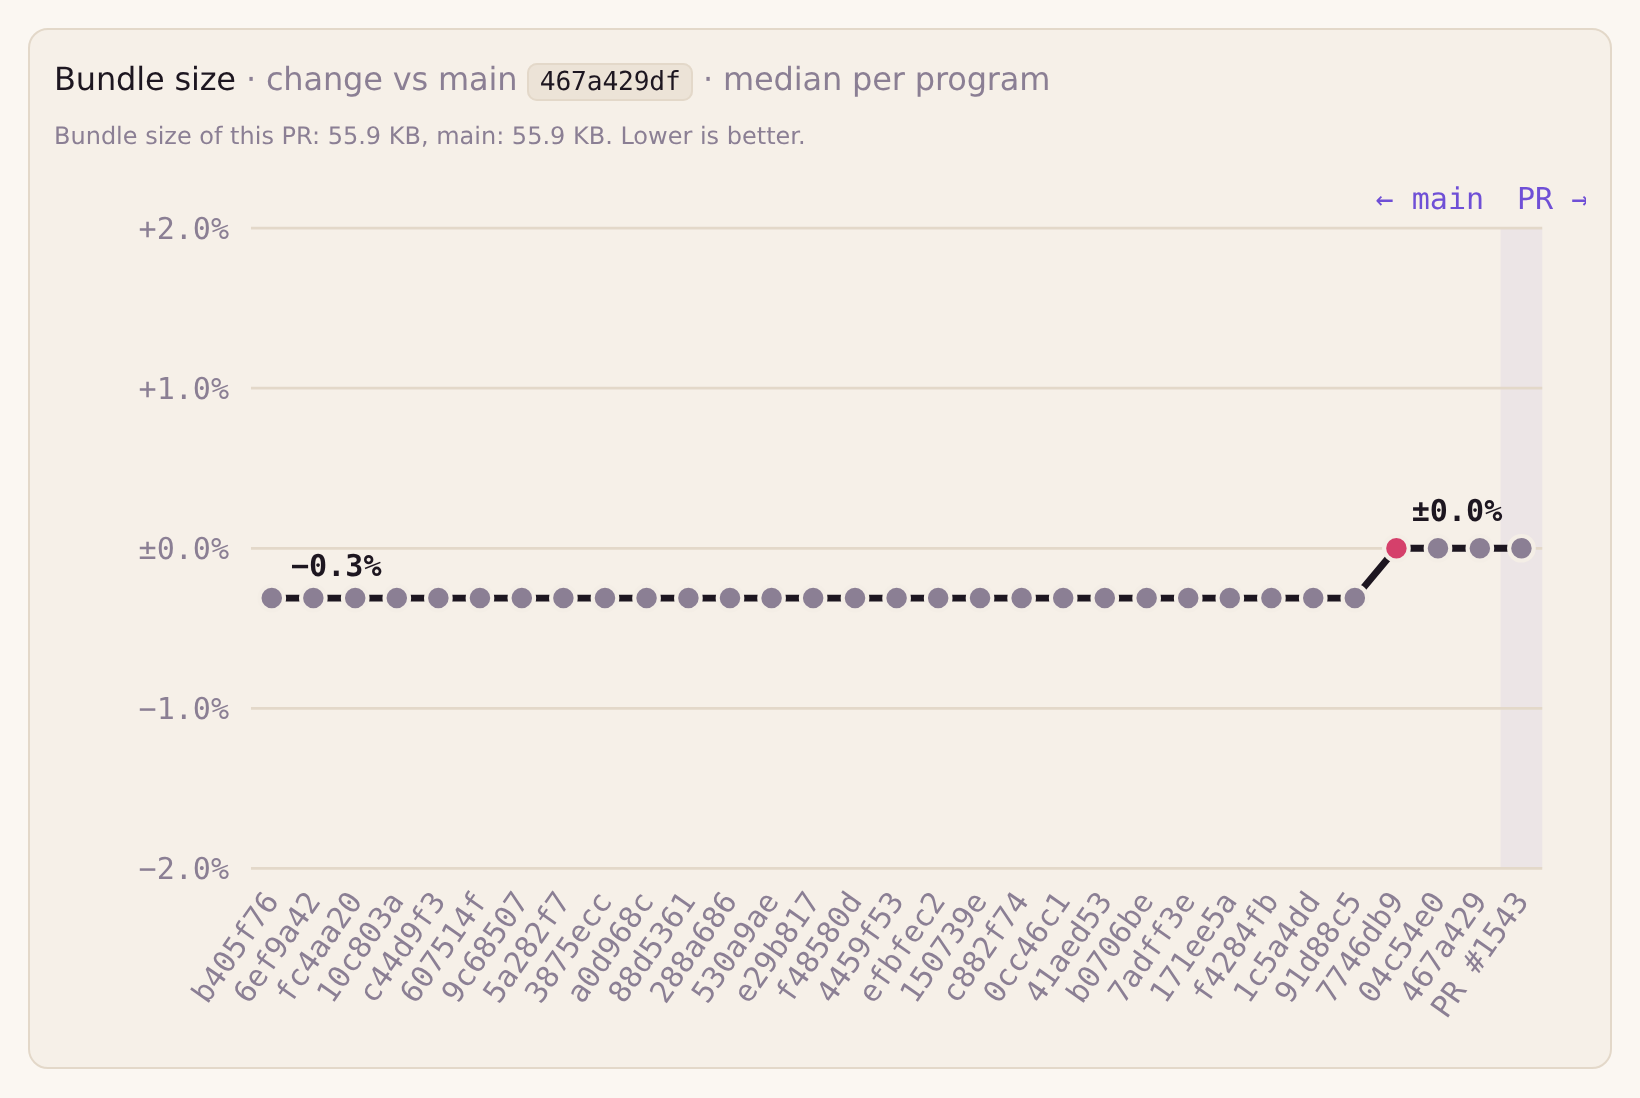 Bundle size · change vs main 467a429df · median per program
Bundle size of this PR: 55.9 KB, main: 55.9 KB. Lower is better.
← main PR →
+2.0%
+1.0%
±0.0%
−1.0%
−2.0%
−0.3%
±0.0%
b405f76
6ef9a42
fc4aa20
10c803a
c44d9f3
607514f
9c68507
5a282f7
3875ecc
a0d968c
88d5361
288a686
530a9ae
e29b817
f48580d
4459f53
efbfec2
150739e
c882f74
0cc46c1
41aed53
b0706be
7adff3e
171ee5a
f4284fb
1c5a4dd
91d88c5
7746db9
04c54e0
467a429
PR #1543